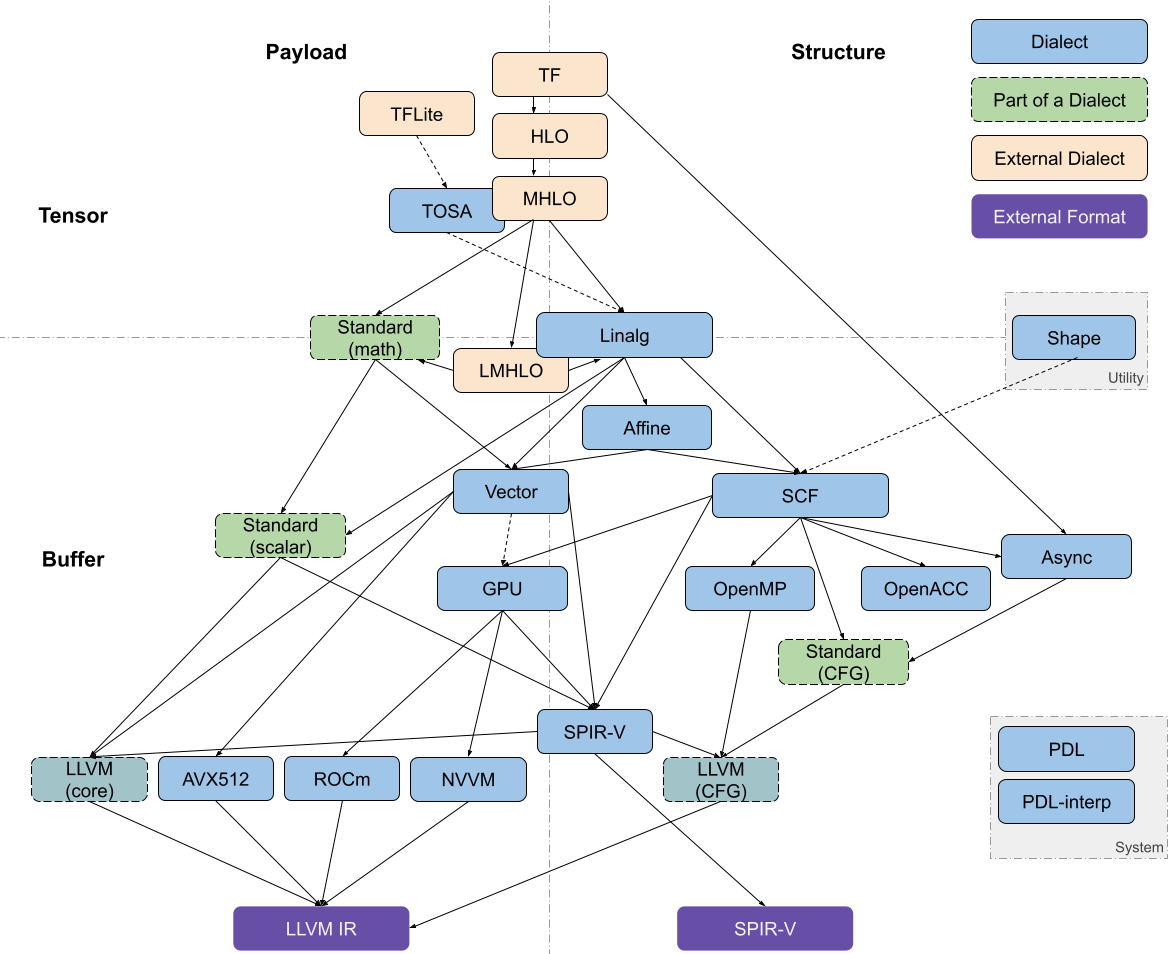 Payload
Structure
Dialect
TF
Part of a Dialect
TFLite
HLO
External Dialect
MHLO
TOSA
Tensor
External Format
Standard
(math)
Linalg
Shape
Utility
LMHLO
Affine
Vector
SCF
Standard
(scalar)
Buffer
Async
GPU
OpenMP
OpenACC
Standard
(CFG)
SPIR-V
PDL
LLVM
(core)
AVX512
ROCm
NVVM
LLVM
(CFG)
PDL-interp
System
LLVM IR
SPIR-V